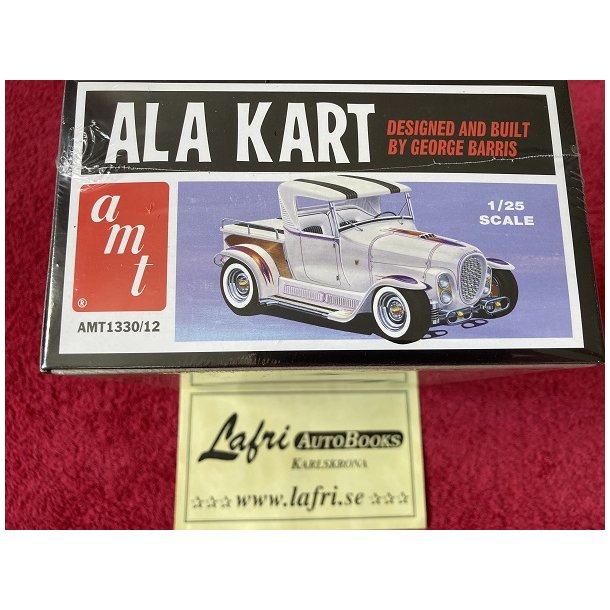 ALA KART
DESIGNED AND BUILT
BY GEORGE BARRIS
amt
®
AMT1330/12
1/25
SCALE
Lafri AUTOBOOKS
KARLSKRONA
☆☆☆ www.lafri.se ☆☆☆